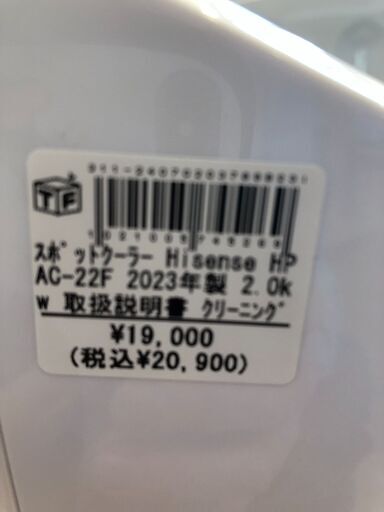 TF
スポットクーラー Hisense HP
AC-22F 2023年製 2.0k
w 取扱説明書 クリーニング
¥19,000
(税込¥20,900)